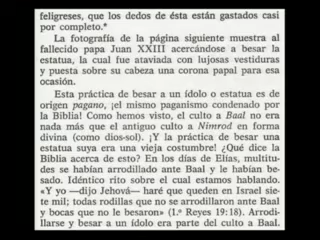 feligreses, que los dedos de ésta están gastados casi
por completo.*
La fotografía de la página siguiente muestra al
fallecido papa Juan XXIII acercándose a besar la
estatua, la cual fue ataviada con lujosas vestiduras
y puesto sobre su cabeza una corona papal para esa
ocasión.
Esta práctica de besar a un ídolo o estatua es de
origen pagano, ¡el mismo paganismo condenado por
la Biblia! Como hemos visto, el culto a Baal no era
nada más que el antiguo culto a Nimrod en forma
divina (como dios-sol). ¡Y la práctica de besar una
estatua suya era una vieja costumbre! ¿Qué dice la
Biblia acerca de esto? En los días de Elías, multitu-
des se habían arrodillado ante Baal y le habían be-
sado. Idéntico rito sobre el cual estamos hablando.
«Y yo —dijo Jehová— haré que queden en Israel sie-
te mil; todas rodillas que no se arrodillaron ante Baal
y bocas que no le besaron» (1.º Reyes 19:18). Arrodi-
llarse y besar a un ídolo era parte del culto a Baal.